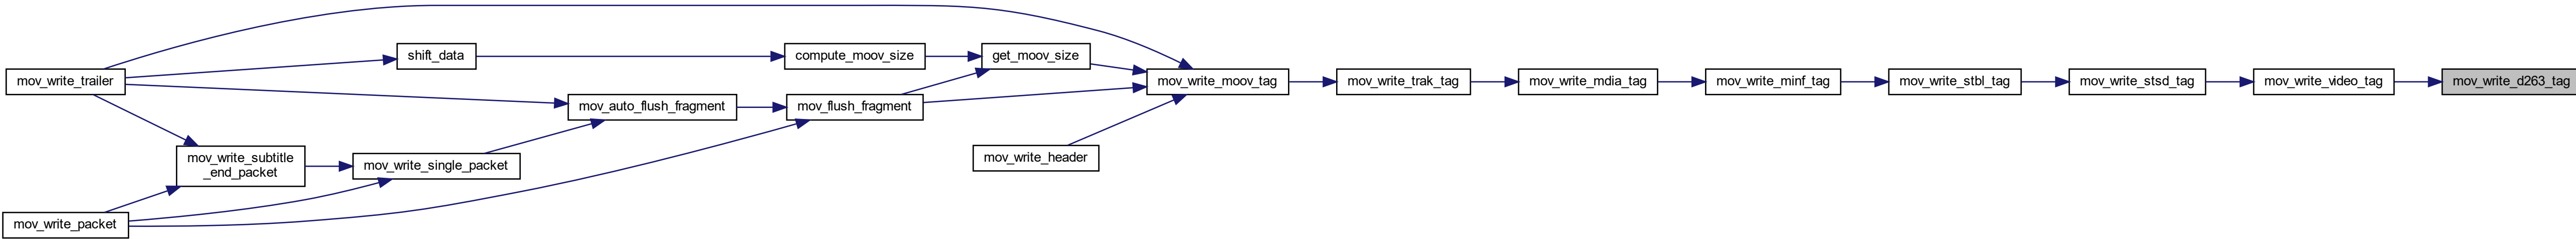 mov_write_trailer
shift_data
compute_moov_size
get_moov_size
mov_auto_flush_fragment
mov_flush_fragment
mov_write_subtitle
_end_packet
mov_write_single_packet
mov_write_packet
mov_write_header
mov_write_moov_tag
mov_write_trak_tag
mov_write_mdia_tag
mov_write_minf_tag
mov_write_stbl_tag
mov_write_stsd_tag
mov_write_video_tag
mov_write_d263_tag